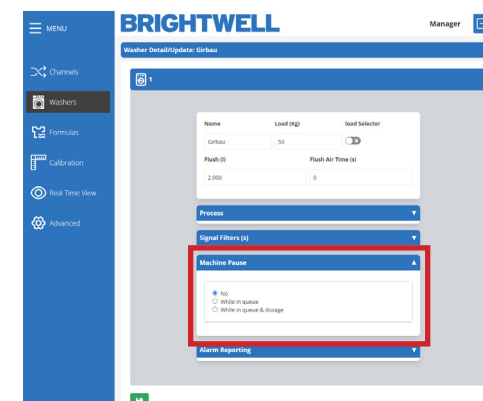 MENU
BRIGHTWELL
Manager
Washer Detail/Update: Girbau
Channels
1
Washers
Name Load (Kg) load Selector
Formulas
Girbau 50
Flush (l) Flush Air Time (s)
Calibration
2.000 0
Real Time View
Process
Advanced
Signal Filters (s)
Machine Pause
No
While in queue
While in queue & dosage
Alarm Reporting